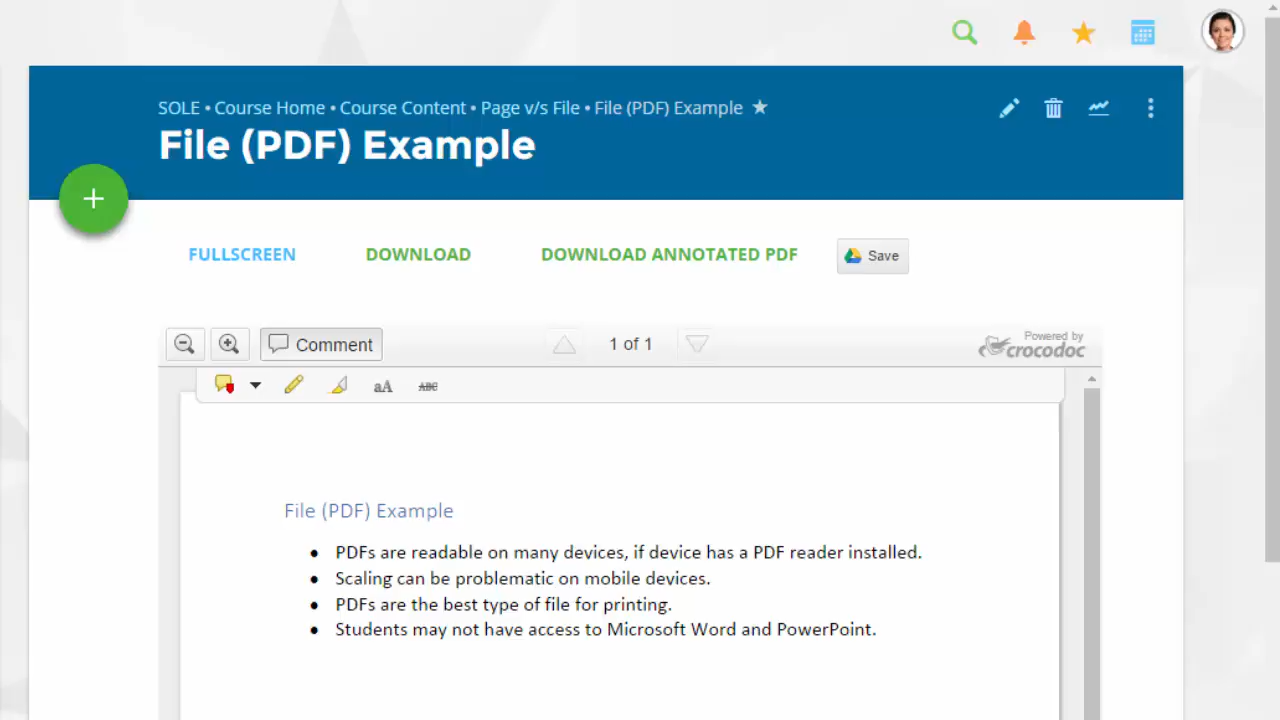 SOLE • Course Home • Course Content • Page v/s File • File (PDF) Example ★
File (PDF) Example
+
FULLSCREEN DOWNLOAD DOWNLOAD ANNOTATED PDF Save
Comment 1 of 1 Powered by
crocodoc
aA ABC
File (PDF) Example
• PDFs are readable on many devices, if device has a PDF reader installed.
• Scaling can be problematic on mobile devices.
• PDFs are the best type of file for printing.
• Students may not have access to Microsoft Word and PowerPoint.